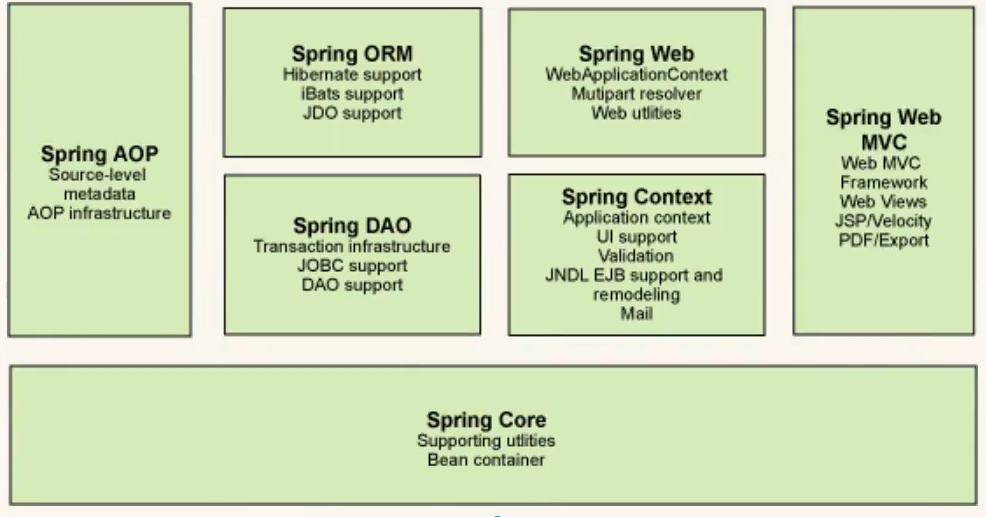 Spring AOP
Source-level
metadata
AOP infrastructure
Spring ORM
Hibernate support
iBats support
JDO support
Spring DAO
Transaction infrastructure
JOBC support
DAO support
Spring Web
WebApplicationContext
Mutipart resolver
Web utlities
Spring Context
Application context
UI support
Validation
JNDL EJB support and
remodeling
Mail
Spring Web
MVC
Web MVC
Framework
Web Views
JSP/Velocity
PDF/Export
Spring Core
Supporting utlities
Bean container